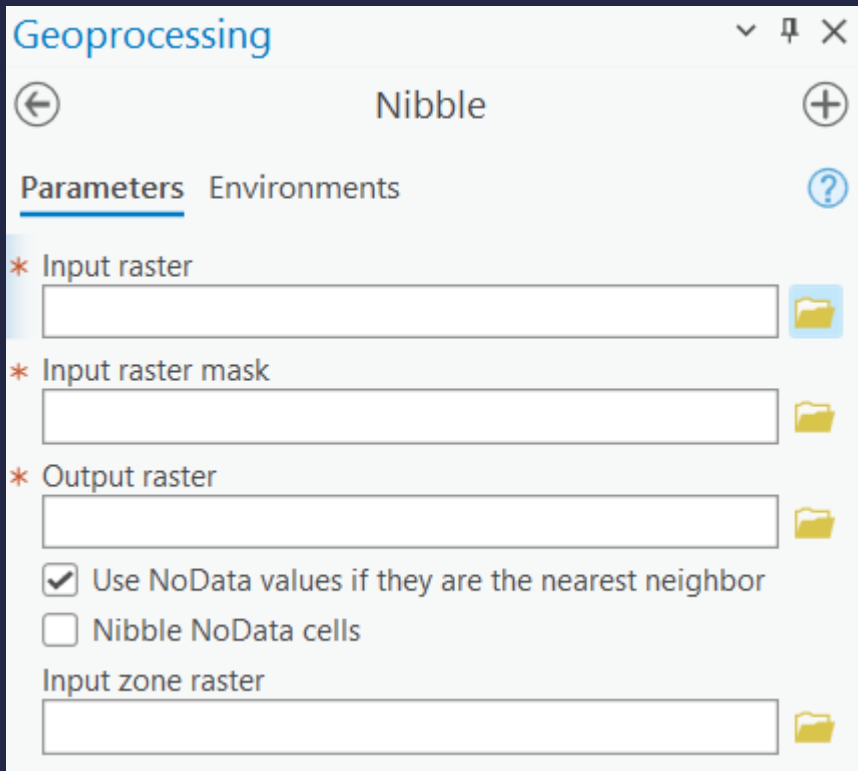 Geoprocessing
Nibble
Parameters Environments
* Input raster
* Input raster mask
* Output raster
Use NoData values if they are the nearest neighbor
Nibble NoData cells
Input zone raster